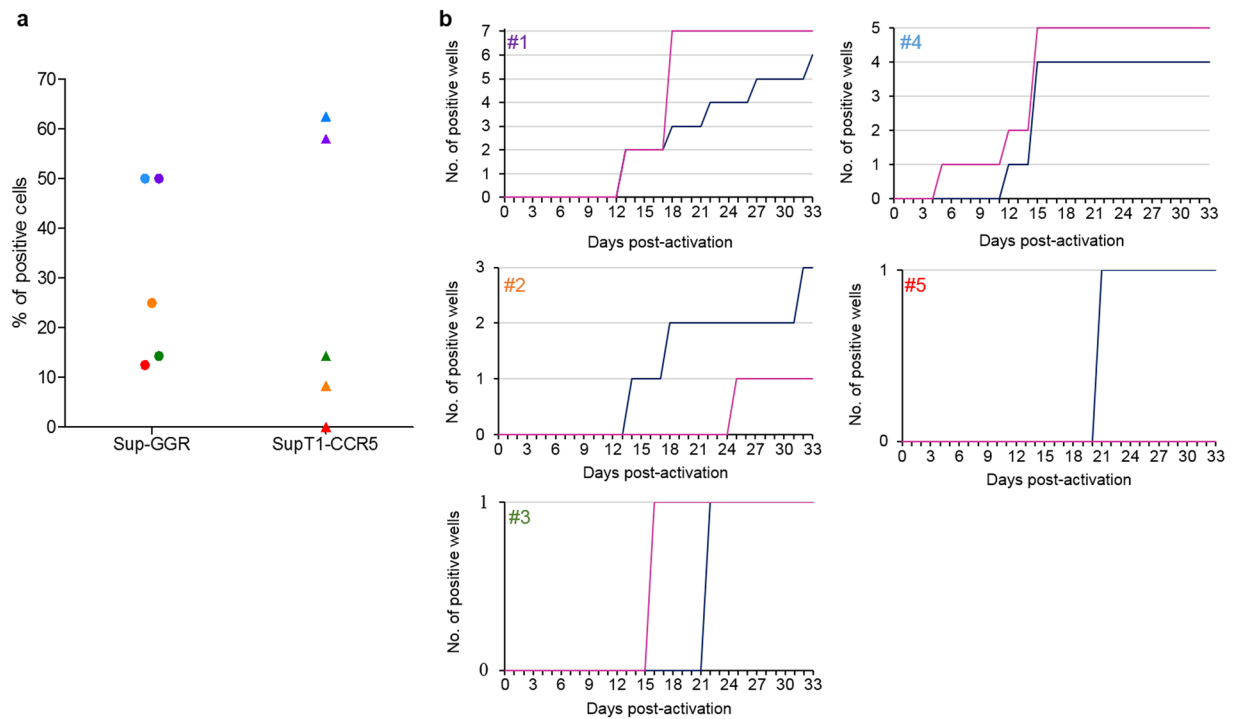 a
70
60
50
40
30
20
10
0
% of positive cells
Sup-GGR SupT1-CCR5
b
#1
7
6
5
4
3
2
1
0
No. of positive wells
0 3 6 9 12 15 18 21 24 27 30 33
Days post-activation
#4
5
4
3
2
1
0
No. of positive wells
0 3 6 9 12 15 18 21 24 27 30 33
Days post-activation
#2
3
2
1
0
No. of positive wells
0 3 6 9 12 15 18 21 24 27 30 33
Days post-activation
#5
1
0
No. of positive wells
0 3 6 9 12 15 18 21 24 27 30 33
Days post-activation
#3
1
0
No. of positive wells
0 3 6 9 12 15 18 21 24 27 30 33
Days post-activation